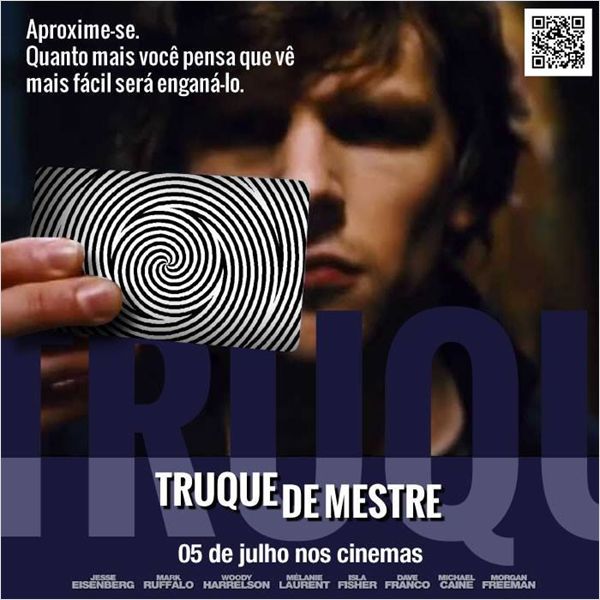 Aproxime-se.
Quanto mais você pensa que vê
mais fácil será enganá-lo.
TRUQU
TRUQUE DE MESTRE
05 de julho nos cinemas
JESSE EISENBERG MARK RUFFALO WOODY HARRELSON MÉLANIE LAURENT ISLA FISHER DAVE FRANCO MICHAEL CAINE MORGAN FREEMAN